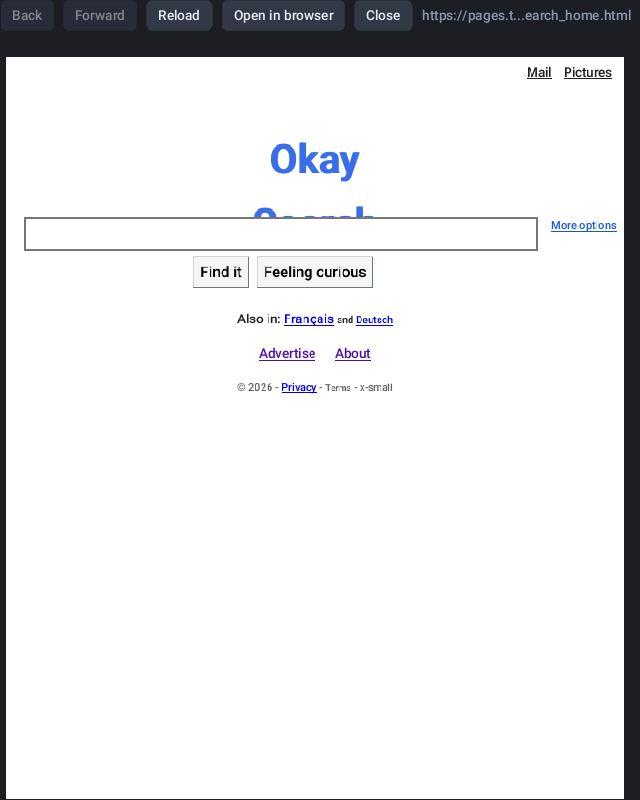 Back Forward Reload Open in browser Close https://pages.t...earch_home.html
Mail Pictures
Okay
Search
More options
Find it Feeling curious
Also in: Français and Deutsch
Advertise About
© 2026 - Privacy - Terms - x-small